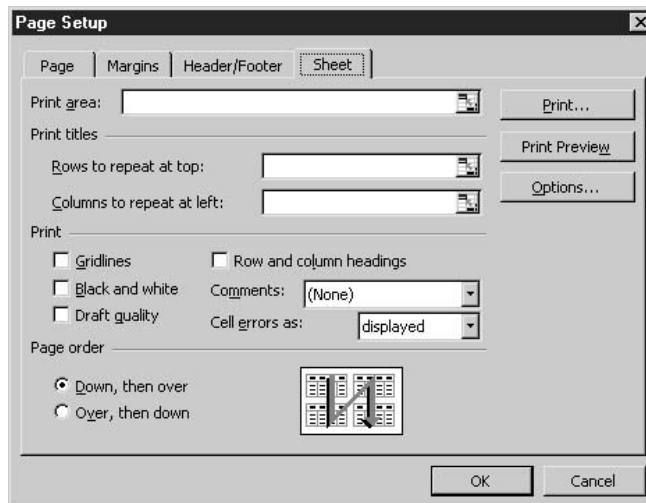 Page Setup
Page Margins Header/Footer Sheet
Print area:
Print...
Print titles
Print Preview
Rows to repeat at top:
Options...
Columns to repeat at left:
Print
Gridlines Row and column headings
Black and white Comments: (None)
Draft quality Cell errors as: displayed
Page order
Down, then over
Over, then down
OK Cancel